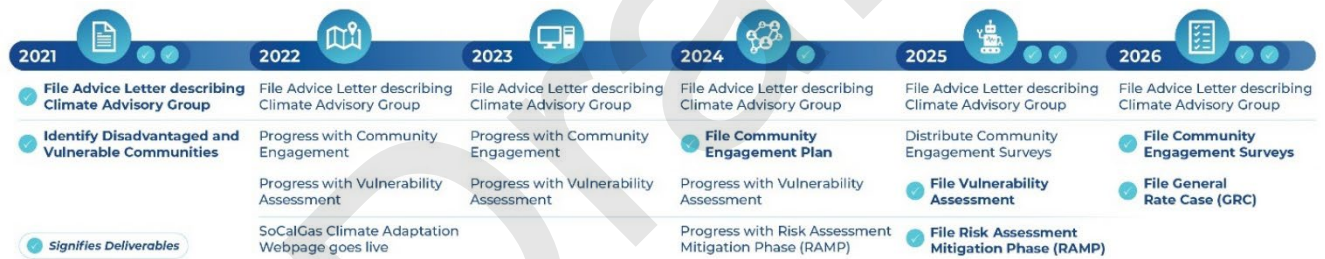 2021
2022
2023
2024
2025
2026
File Advice Letter describing
Climate Advisory Group
File Advice Letter describing
Climate Advisory Group
File Advice Letter describing
Climate Advisory Group
File Advice Letter describing
Climate Advisory Group
File Advice Letter describing
Climate Advisory Group
File Advice Letter describing
Climate Advisory Group
Identify Disadvantaged and
Vulnerable Communities
Progress with Community
Engagement
Progress with Community
Engagement
File Community
Engagement Plan
Distribute Community
Engagement Surveys
File Community
Engagement Surveys
Progress with Vulnerability
Assessment
Progress with Vulnerability
Assessment
Progress with Vulnerability
Assessment
File Vulnerability
Assessment
File General
Rate Case (GRC)
Signifies Deliverables
SoCalGas Climate Adaptation
Webpage goes live
Progress with Risk Assessment
Mitigation Phase (RAMP)
File Risk Assessment
Mitigation Phase (RAMP)